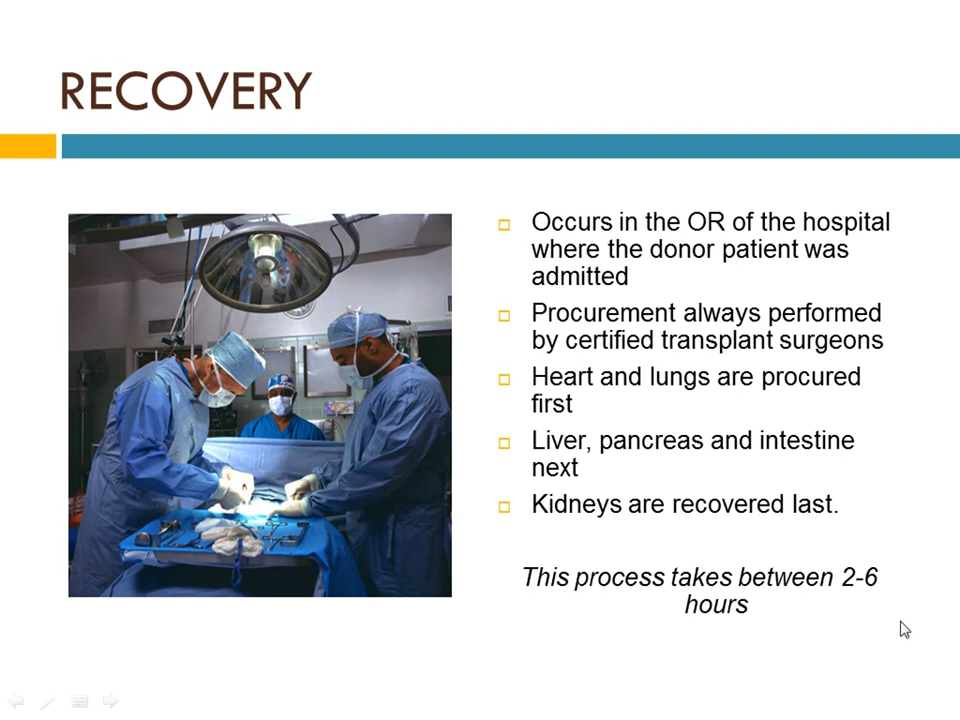 RECOVERY
Occurs in the OR of the hospital
where the donor patient was
admitted
Procurement always performed
by certified transplant surgeons
Heart and lungs are procured
first
Liver, pancreas and intestine
next
Kidneys are recovered last.
This process takes between 2-6
hours